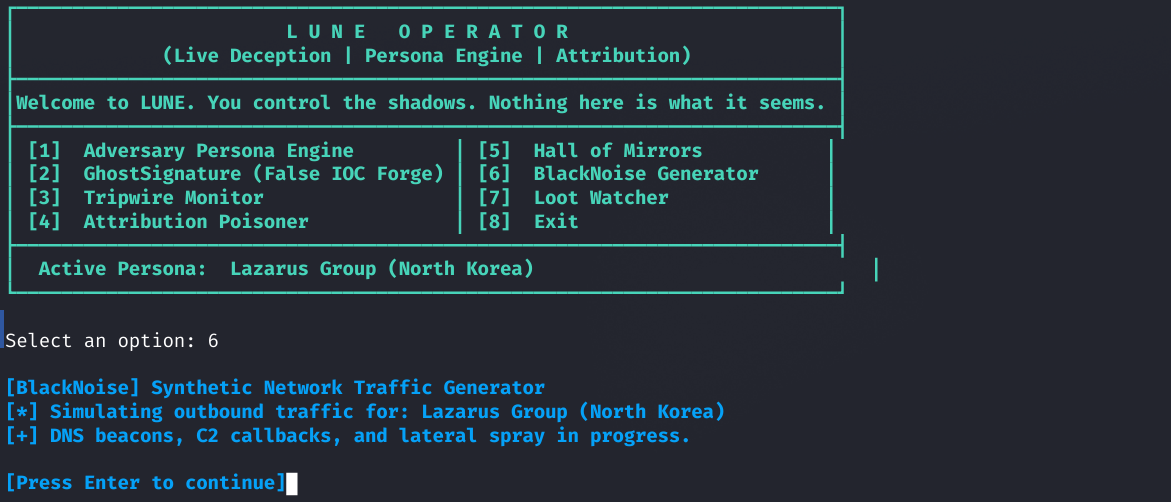 L U N E   O P E R A T O R
(Live Deception | Persona Engine | Attribution)
Welcome to LUNE. You control the shadows. Nothing here is what it seems.
[1]  Adversary Persona Engine | [5]  Hall of Mirrors |
[2]  GhostSignature (False IOC Forge) | [6]  BlackNoise Generator |
[3]  Tripwire Monitor | [7]  Loot Watcher |
[4]  Attribution Poisoner | [8]  Exit |
Active Persona:  Lazarus Group (North Korea) |
Select an option: 6
[BlackNoise] Synthetic Network Traffic Generator
[*] Simulating outbound traffic for: Lazarus Group (North Korea)
[+] DNS beacons, C2 callbacks, and lateral spray in progress.
[Press Enter to continue]